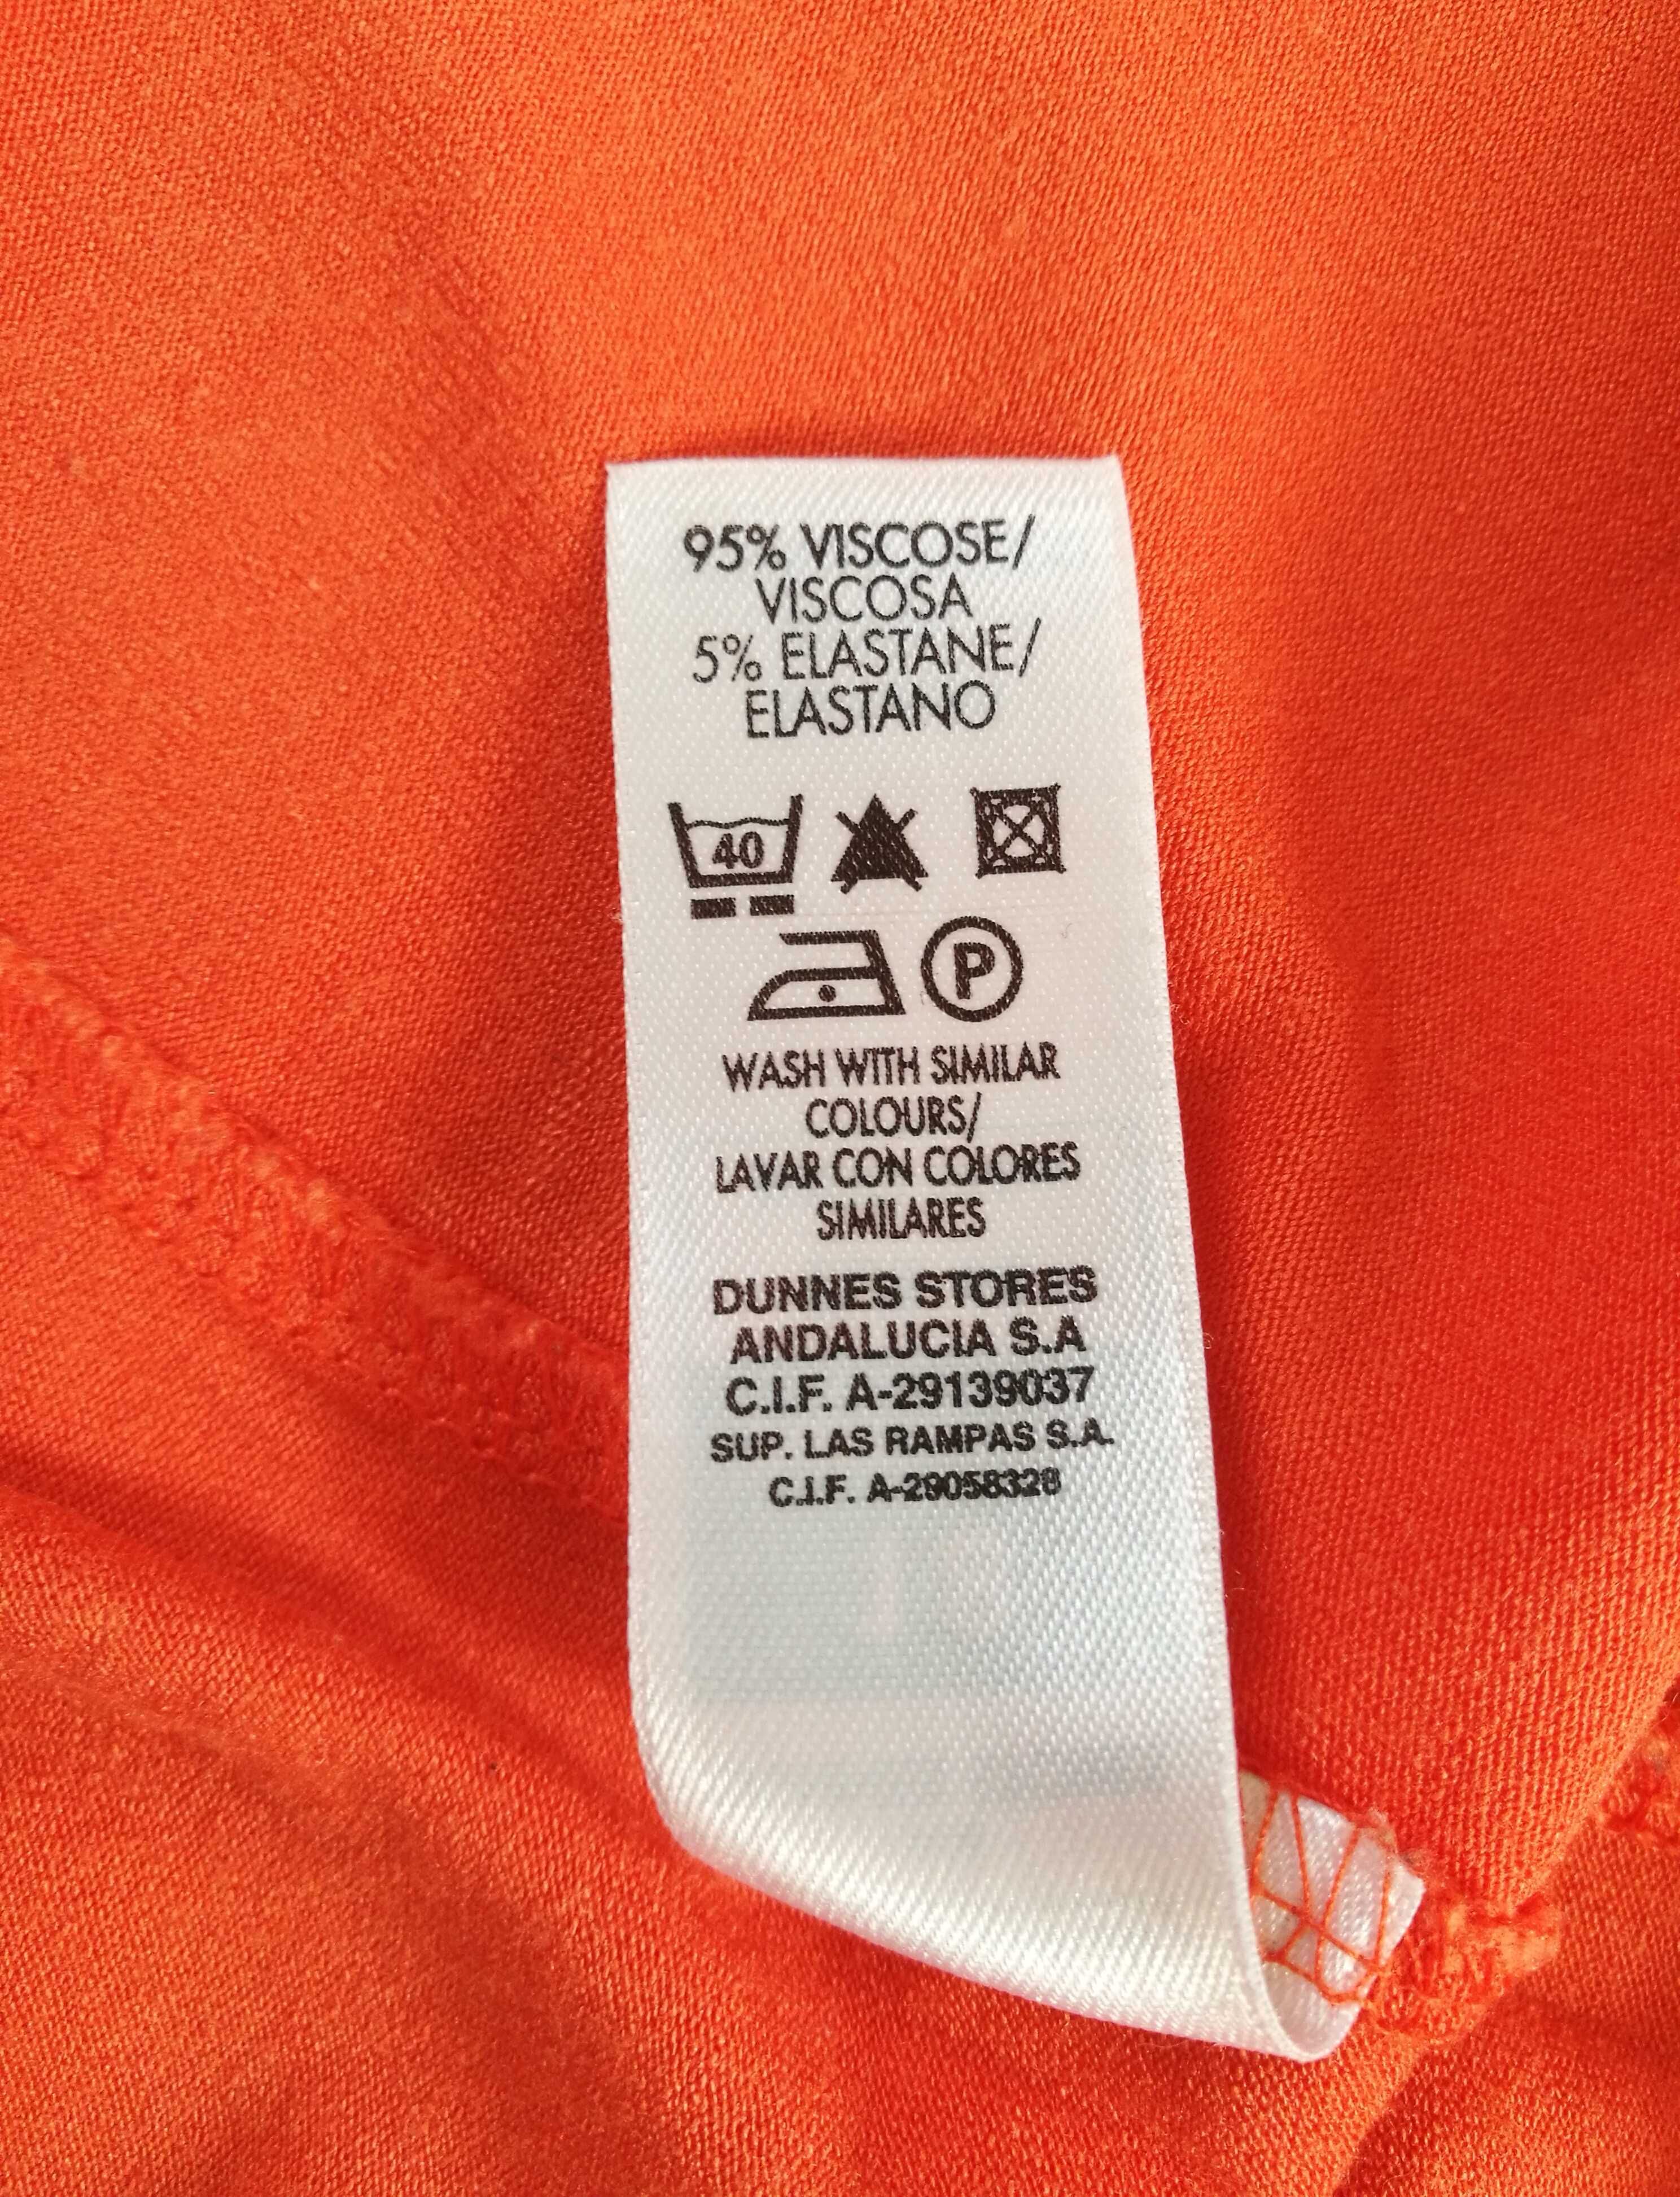 95% VISCOSE/
VISCOSA
5% ELASTANE/
ELASTANO
40
P
WASH WITH SIMILAR
COLOURS/
LAVAR CON COLORES
SIMILARES
DUNNES STORES
ANDALUCIA S.A
C.I.F. A-29139037
SUP. LAS RAMPAS S.A.
C.I.F. A-29058328